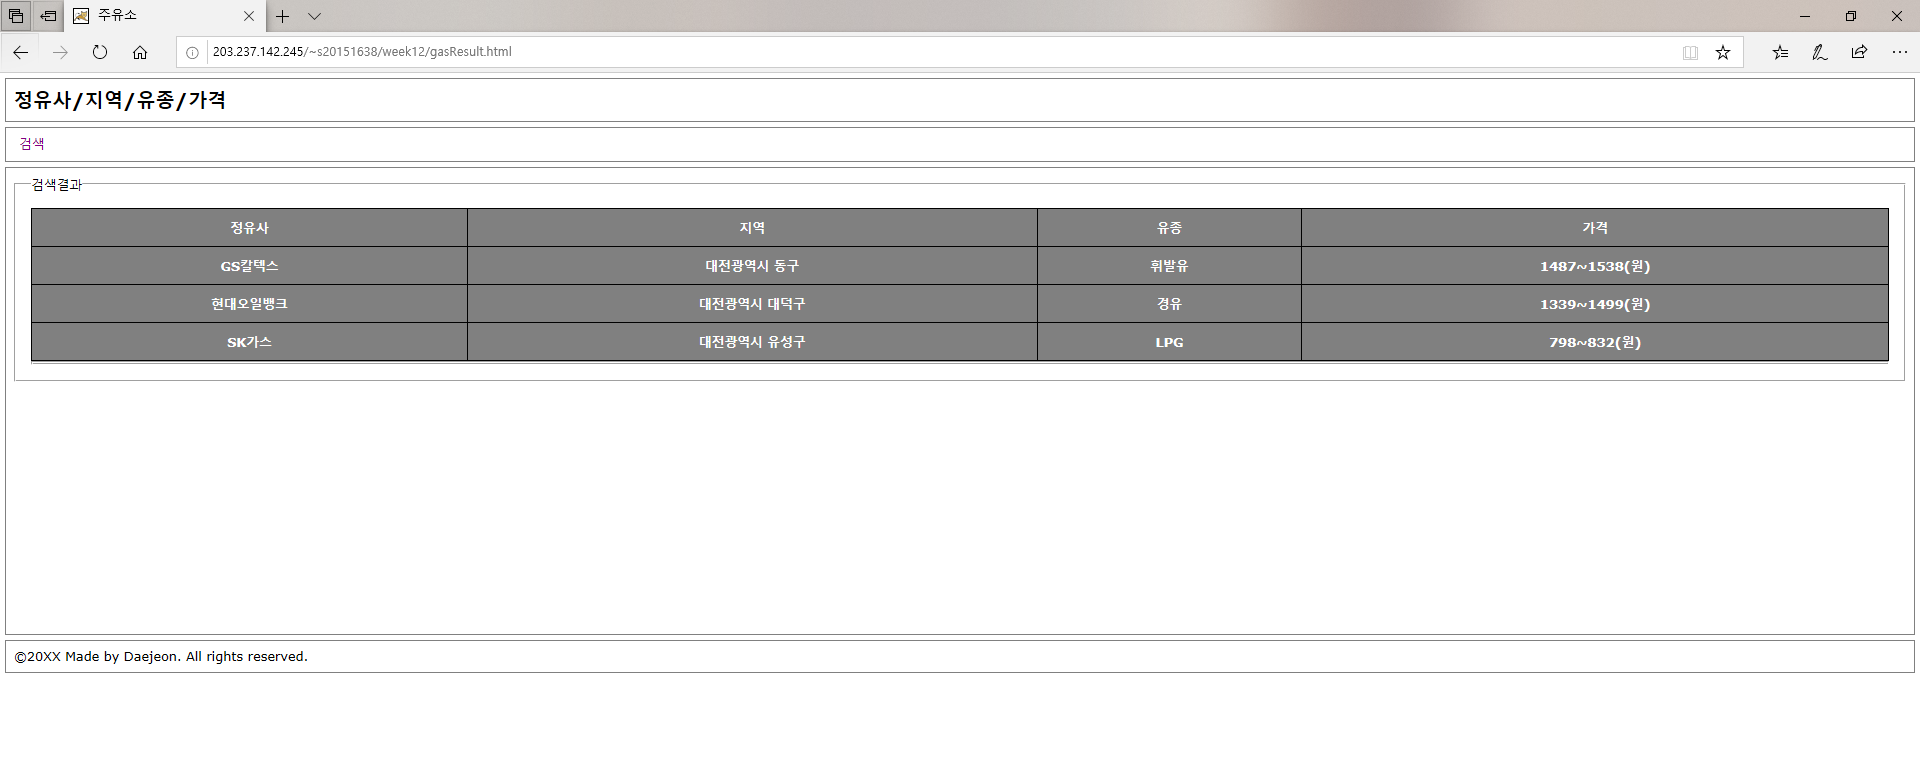 주유소
203.237.142.245/~s20151638/week12/gasResult.html
정유사/지역/유종/가격
검색
검색결과
정유사 지역 유종 가격
GS칼텍스 대전광역시 동구 휘발유 1487~1538(원)
현대오일뱅크 대전광역시 대덕구 경유 1339~1499(원)
SK가스 대전광역시 유성구 LPG 798~832(원)
©20XX Made by Daejeon. All rights reserved.